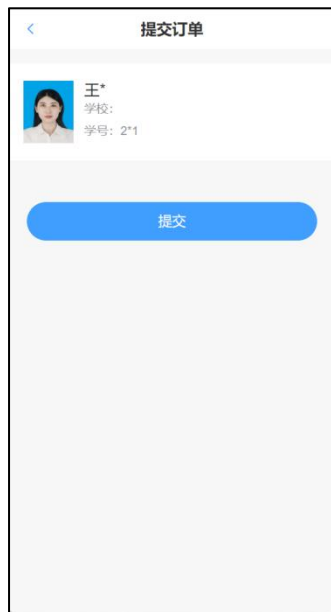 提交订单
王*
学校：
学号：2*1
提交